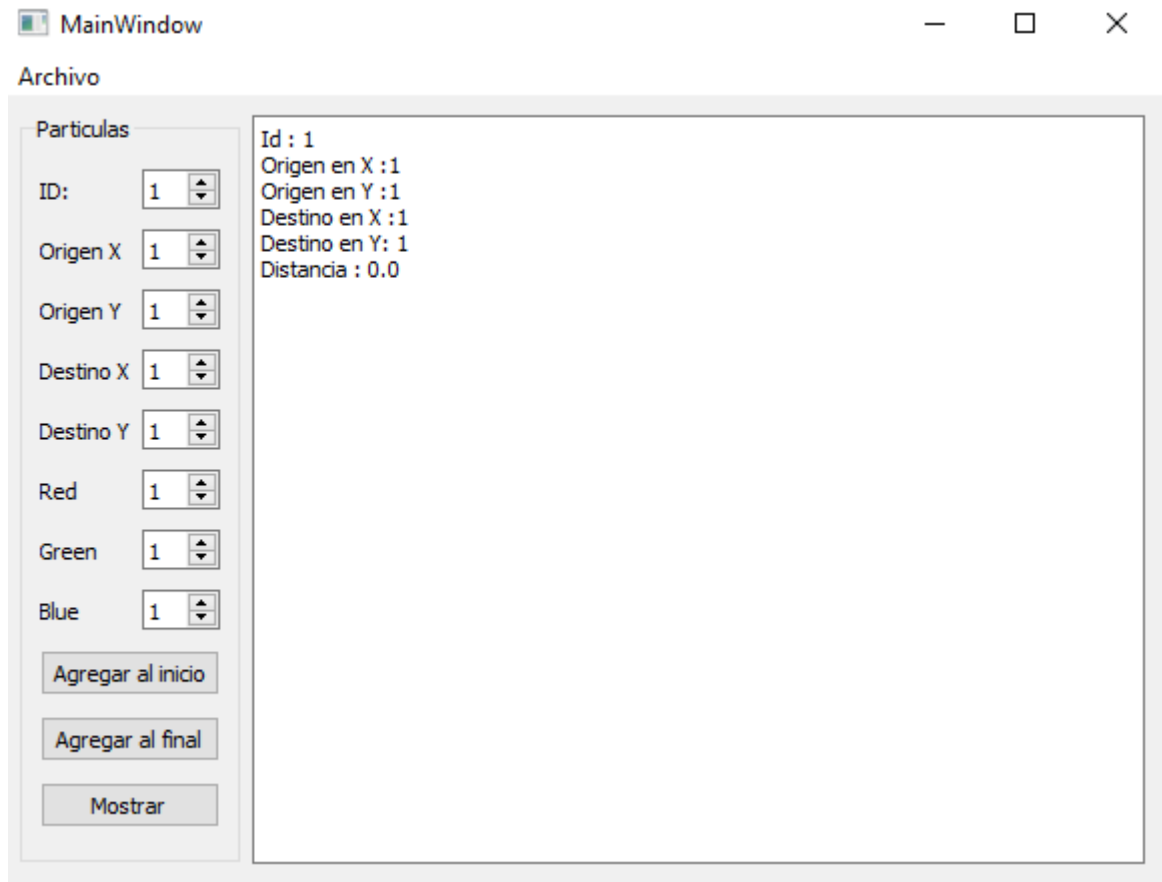 MainWindow
Archivo
Particulas
ID: 1
Origen X 1
Origen Y 1
Destino X 1
Destino Y 1
Red 1
Green 1
Blue 1
Agregar al inicio
Agregar al final
Mostrar
Id : 1
Origen en X :1
Origen en Y :1
Destino en X :1
Destino en Y: 1
Distancia : 0.0